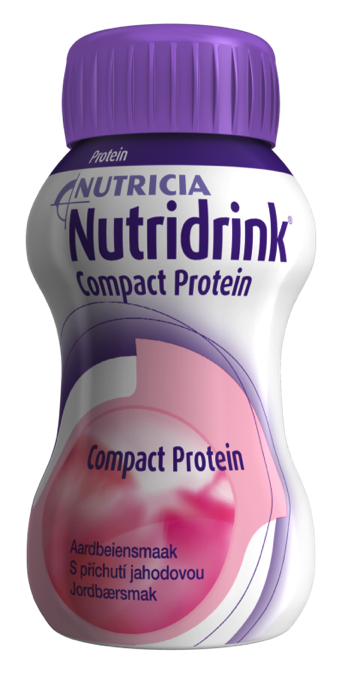 Protein
NUTRICIA
Nutridrink®
Compact Protein
Compact Protein
Aardbeiensmaak
S příchutí jahodovou
Jordbærsmak